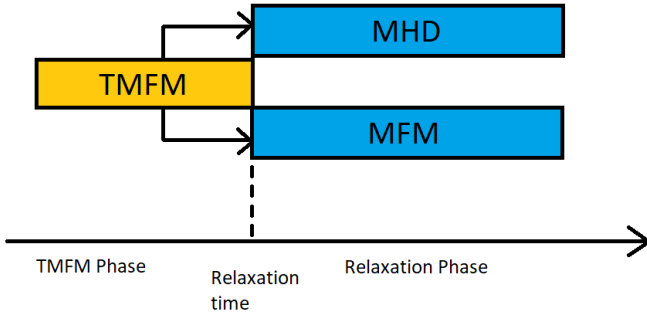 MHD
TMFM
MFM
TMFM Phase
Relaxation
time
Relaxation Phase